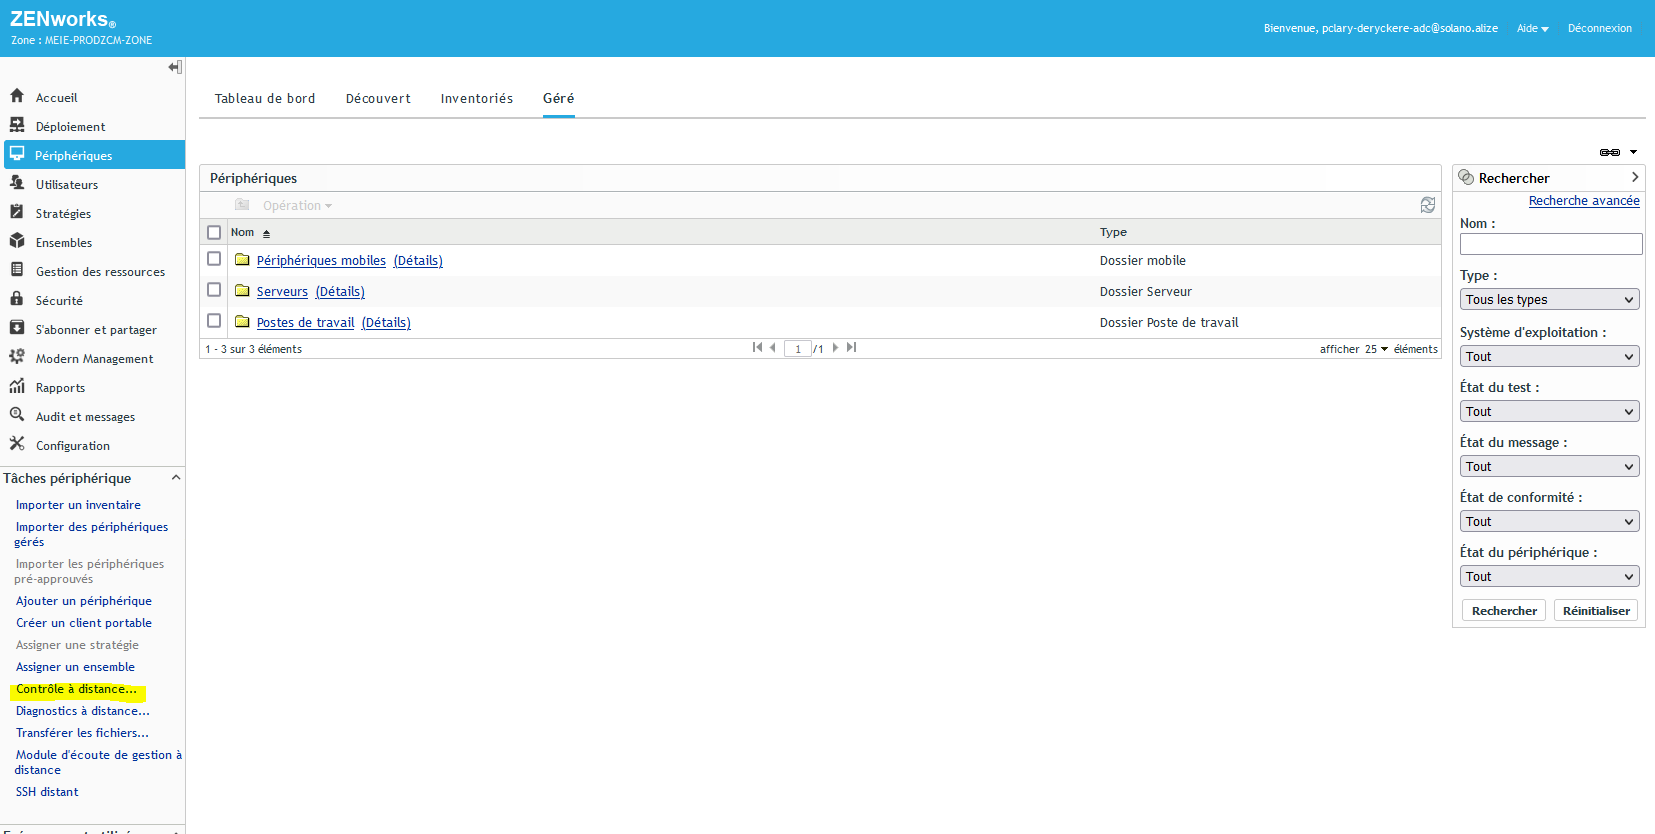 ZENworks®
Zone : MEIE-PRODZCM-ZONE
Bienvenue, pclary-deryckere-adc@solano.alize
Aide
Déconnexion
Accueil
Déploiement
Périphériques
Utilisateurs
Stratégies
Ensembles
Gestion des ressources
Sécurité
S'abonner et partager
Modern Management
Rapports
Audit et messages
Configuration
Tâches périphérique
Importer un inventaire
Importer des périphériques
gérés
Importer les périphériques
pré-approuvés
Ajouter un périphérique
Créer un client portable
Assigner une stratégie
Assigner un ensemble
Contrôle à distance...
Diagnostics à distance...
Transférer les fichiers...
Module d'écoute de gestion à
distance
SSH distant
Tableau de bord Découvert Inventoriés Géré
Périphériques
Opération
Nom Type
Périphériques mobiles (Détails) Dossier mobile
Serveurs (Détails) Dossier Serveur
Postes de travail (Détails) Dossier Poste de travail
1 - 3 sur 3 éléments 1 /1 afficher 25 éléments
Rechercher
Recherche avancée
Nom :
Type :
Tous les types
Système d'exploitation :
Tout
État du test :
Tout
État du message :
Tout
État de conformité :
Tout
État du périphérique :
Tout
Rechercher Réinitialiser